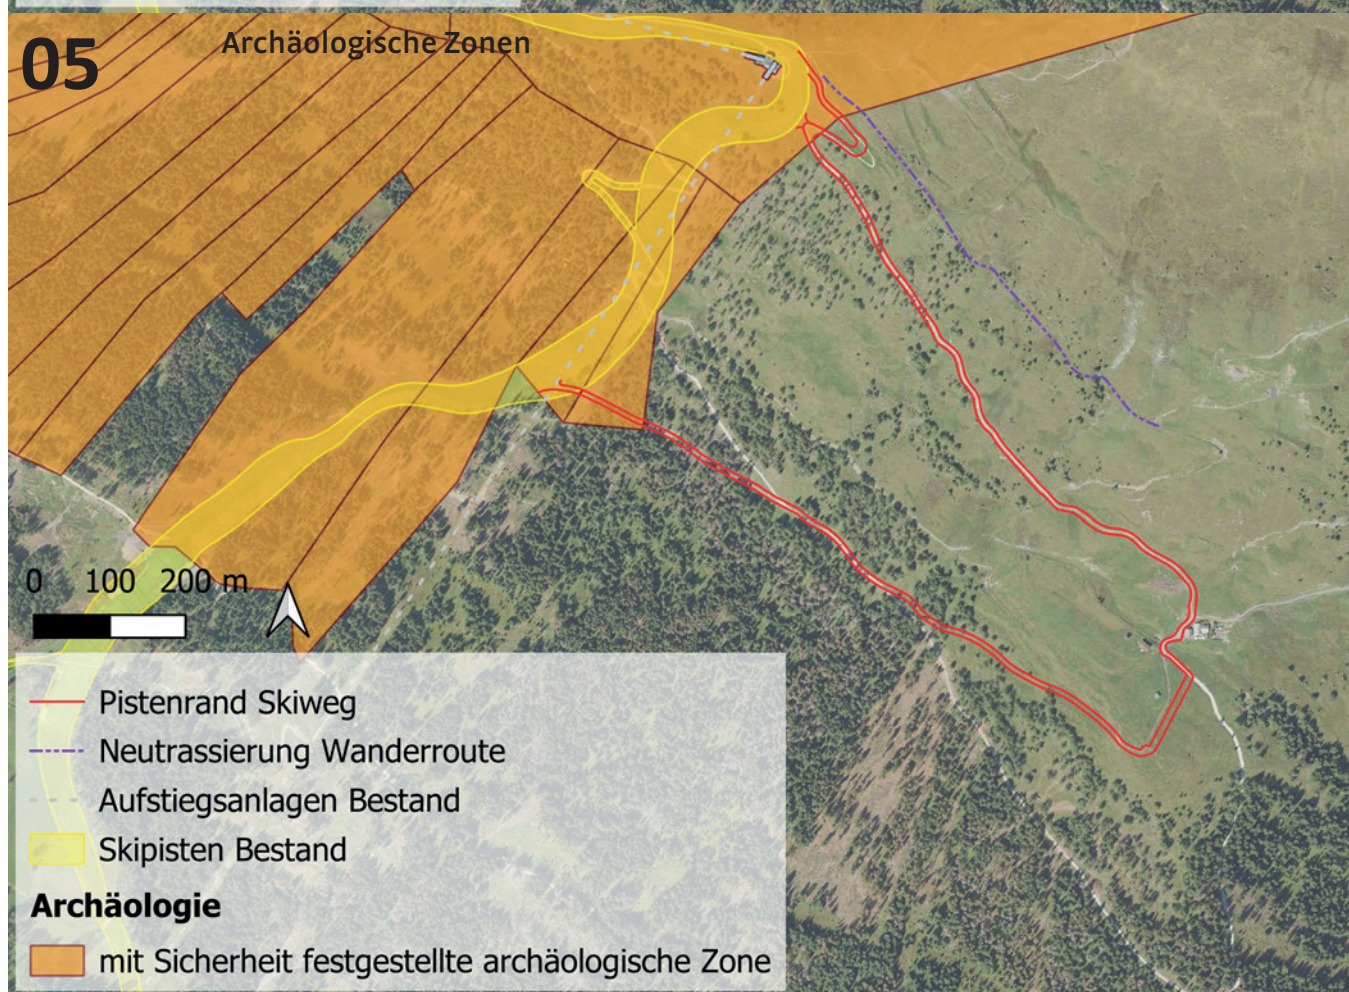 05
Archäologische Zonen
0 100 200 m
Pistenrand Skiweg
Neutrassierung Wanderroute
Aufstiegsanlagen Bestand
Skipisten Bestand
Archäologie
mit Sicherheit festgestellte archäologische Zone